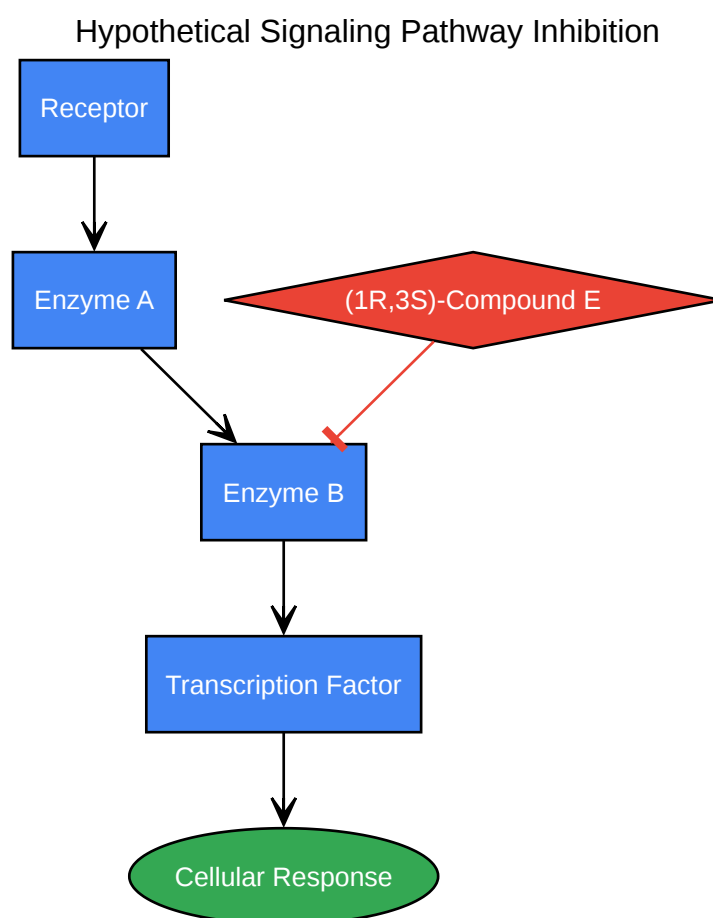 Hypothetical Signaling Pathway Inhibition
Receptor
Enzyme A
(1R,3S)-Compound E
Enzyme B
Transcription Factor
Cellular Response